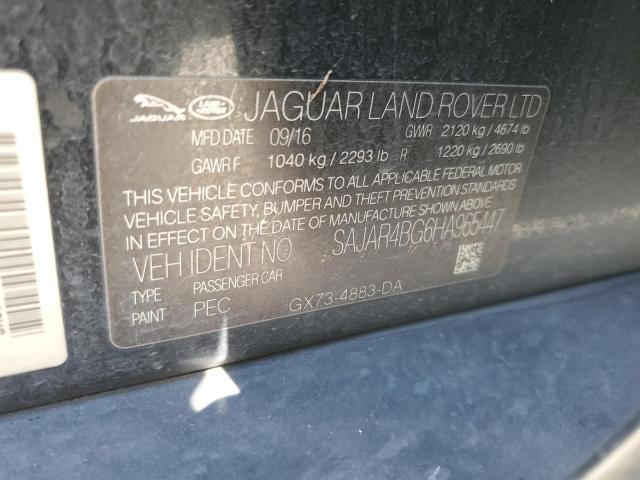 JAGUAR LAND-ROVER JAGUAR LAND ROVER LTD
MFD DATE 09/16 GWR 2120 kg / 4674 lb
GAWR F 1040 kg / 2293 lb R 1220 kg / 2690 lb
THIS VEHICLE CONFORMS TO ALL APPLICABLE FEDERAL MOTOR
VEHICLE SAFETY, BUMPER AND THEFT PREVENTION STANDARDS
IN EFFECT ON THE DATE OF MANUFACTURE SHOWN ABOVE
VEH IDENT NO SAJAR4BG6HA965447
TYPE PASSENGER CAR
PAINT PEC GX73-4883-DA